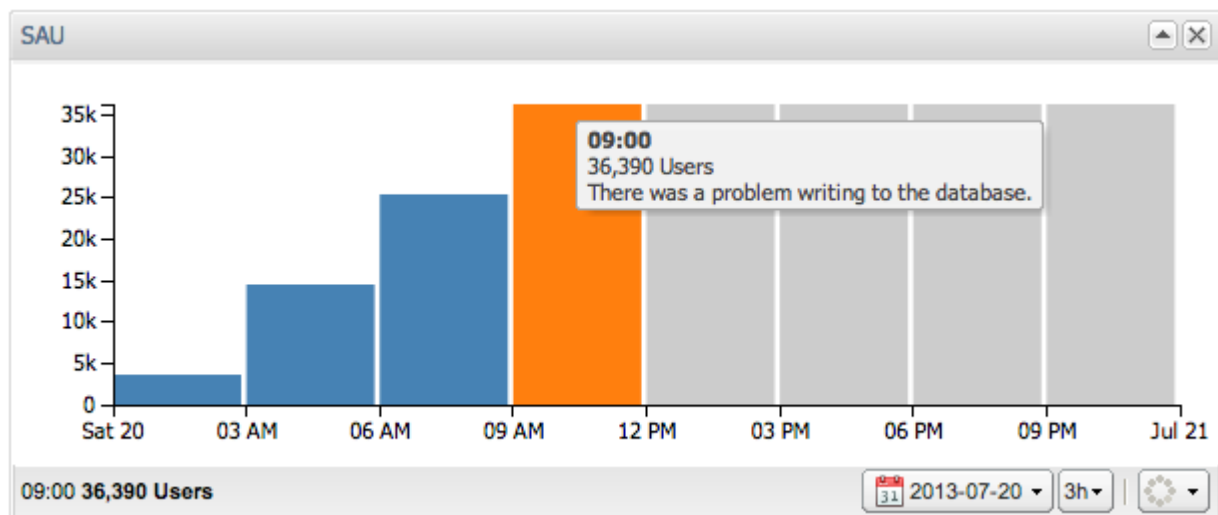 SAU
35k
30k
25k
20k
15k
10k
5k
0
09:00
36,390 Users
There was a problem writing to the database.
Sat 20 03 AM 06 AM 09 AM 12 PM 03 PM 06 PM 09 PM Jul 21
09:00 36,390 Users 31 2013-07-20 3h